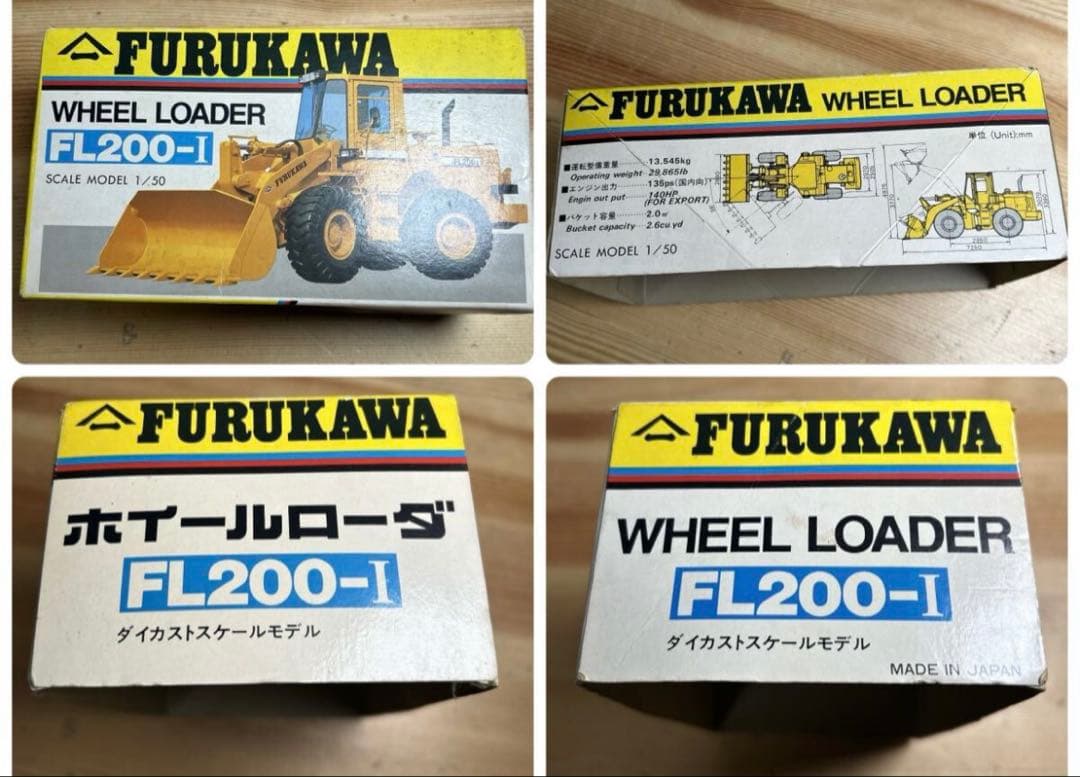 FURUKAWA
WHEEL LOADER
FL200-I
SCALE MODEL 1/50
FURUKAWA
FURUKAWA WHEEL LOADER
単位 (Unit):mm
■運転整備重量 13.545kg
Operating weight 29,865lb
■エンジン出力 135ps(国内向)
Engin out put 140HP
(FOR EXPORT)
■バケット容量 2.0㎥
Bucket capacity 2.6cu yd
SCALE MODEL 1/50
FURUKAWA
ホイールローダ
FL200-I
ダイカストスケールモデル
FURUKAWA
WHEEL LOADER
FL200-I
ダイカストスケールモデル
MADE IN JAPAN